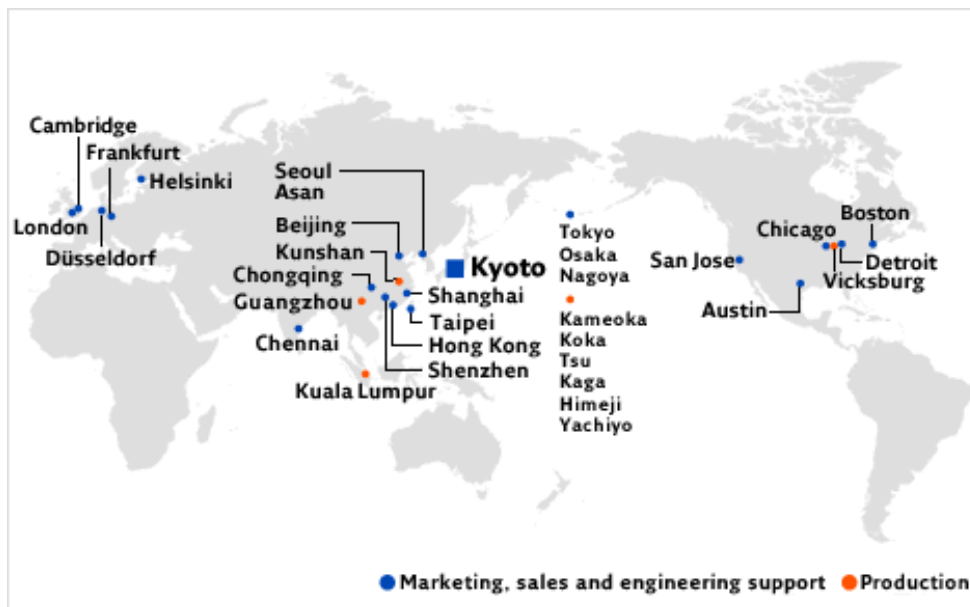 Cambridge
Frankfurt
Helsinki
London
Düsseldorf
Seoul
Asan
Beijing
Kunshan
Chongqing
Guangzhou
Chennai
Kuala Lumpur
Kyoto
Shanghai
Taipei
Hong Kong
Shenzhen
Tokyo
Osaka
Nagoya
Kameoka
Koka
Tsu
Kaga
Himeji
Yachiyo
San Jose
Austin
Chicago
Boston
Detroit
Vicksburg
Marketing, sales and engineering support
Production